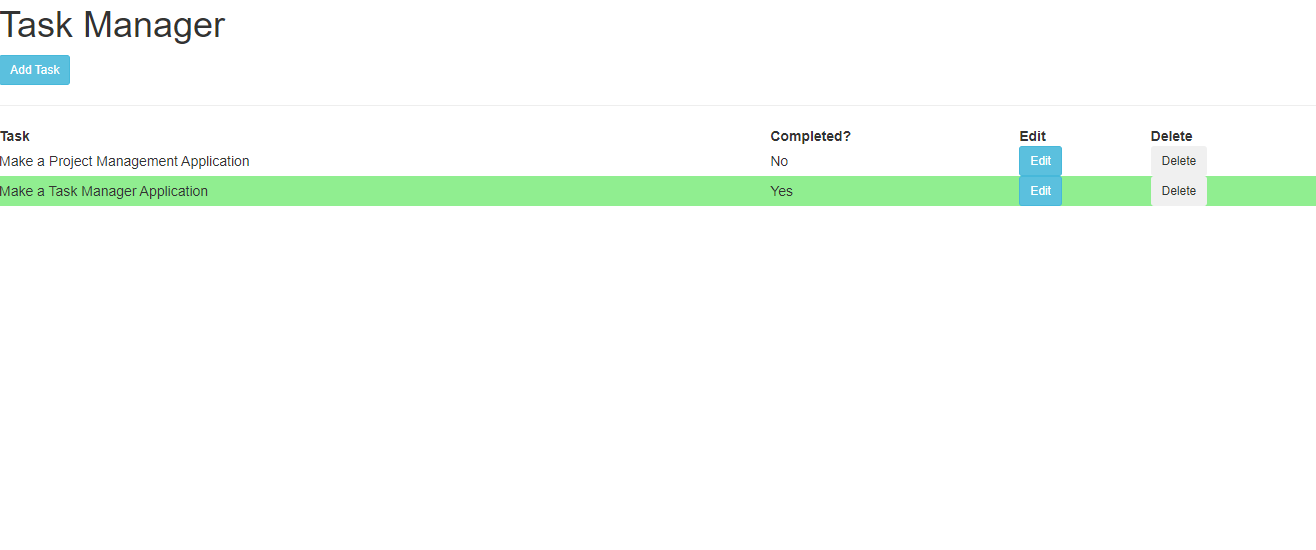 Task Manager
Add Task
Task Completed? Edit Delete
Make a Project Management Application No Edit Delete
Make a Task Manager Application Yes Edit Delete